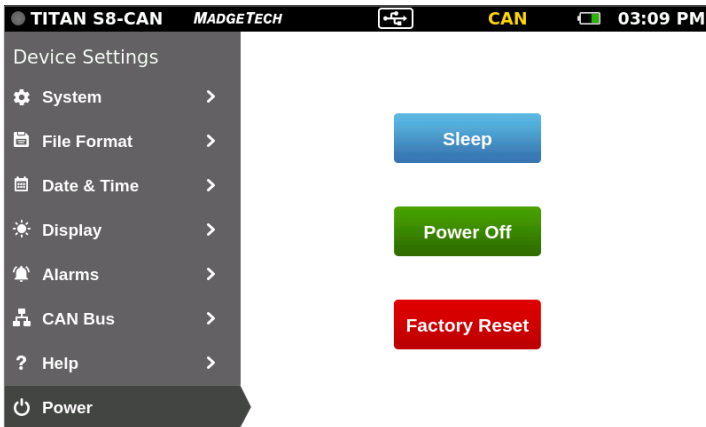 TITAN S8-CAN MADGETECH CAN 03:09 PM
Device Settings
System
File Format
Date & Time
Display
Alarms
CAN Bus
? Help
Power
Sleep
Power Off
Factory Reset